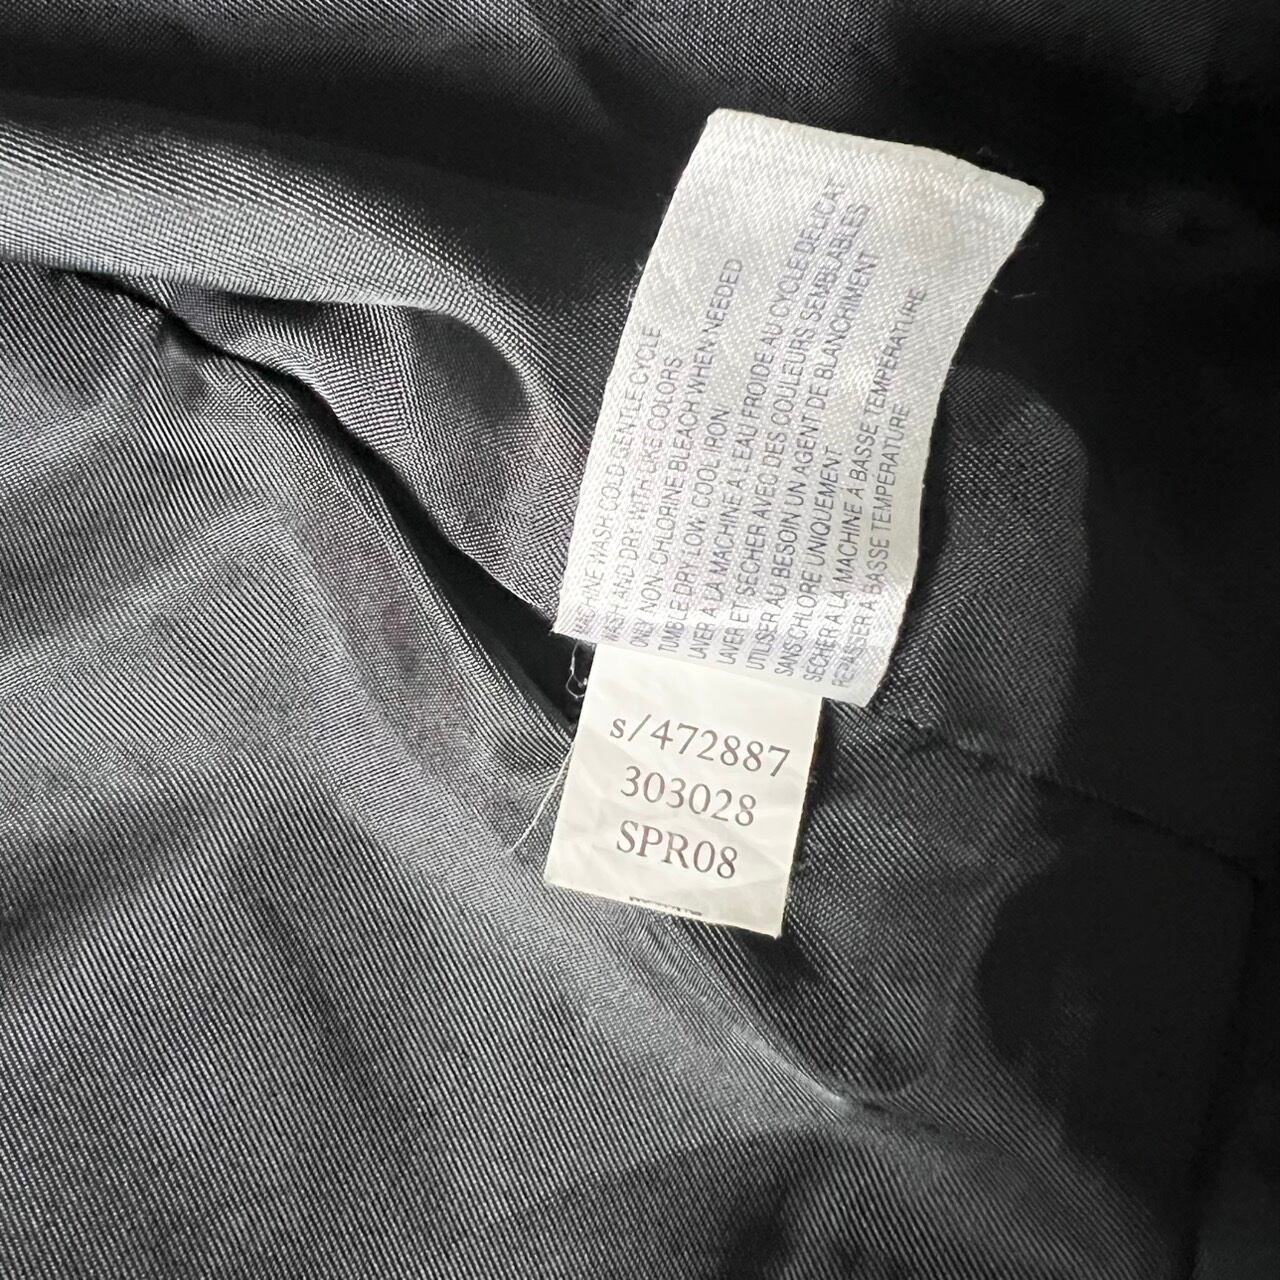 MACHINE WASH COLD GENTLE CYCLE
WASH AND DRY WITH LIKE COLORS
ONLY NON-CHLORINE BLEACH WHEN NEEDED
TUMBLE DRY LOW. COOL IRON
LAVER A LA MACHINE A L'EAU FROIDE AU CYCLE DELICAT
LAVER ET SECHER AVEC DES COULEURS SEMBLABLES
UTILISER AU BESOIN UN AGENT DE BLANCHIMENT
SANS CHLORE UNIQUEMENT
SECHER A LA MACHINE A BASSE TEMPERATURE
REPASSER A BASSE TEMPERATURE
s/472887
303028
SPR08